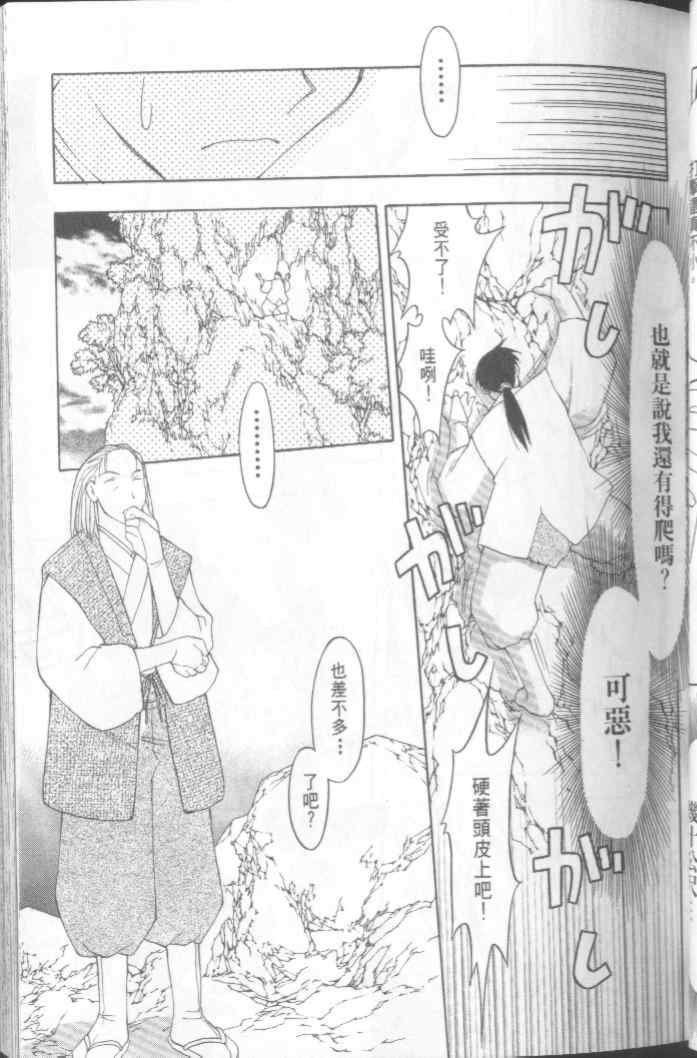 ……
也就是說我還有得爬嗎？
可惡！
受不了！
哇咧！
硬著頭皮上吧！
がし
がし
がし
………
也差不多…
了吧？